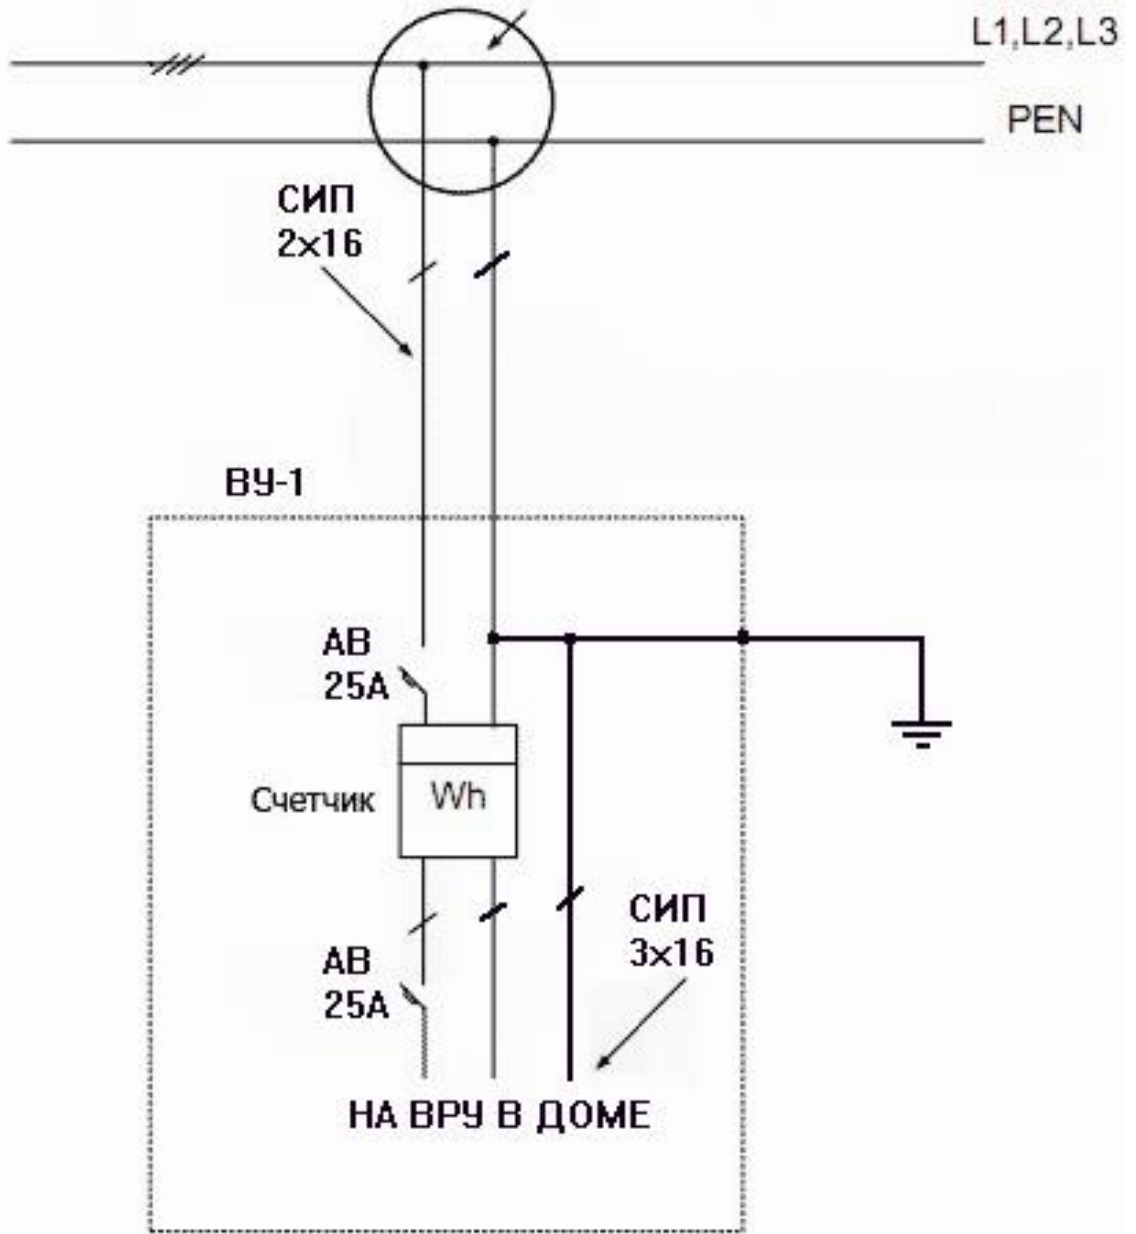 L1,L2,L3
PEN
СИП
2x16
ВУ-1
АВ
25А
Счетчик
Wh
СИП
3x16
АВ
25А
НА ВРУ В ДОМЕ